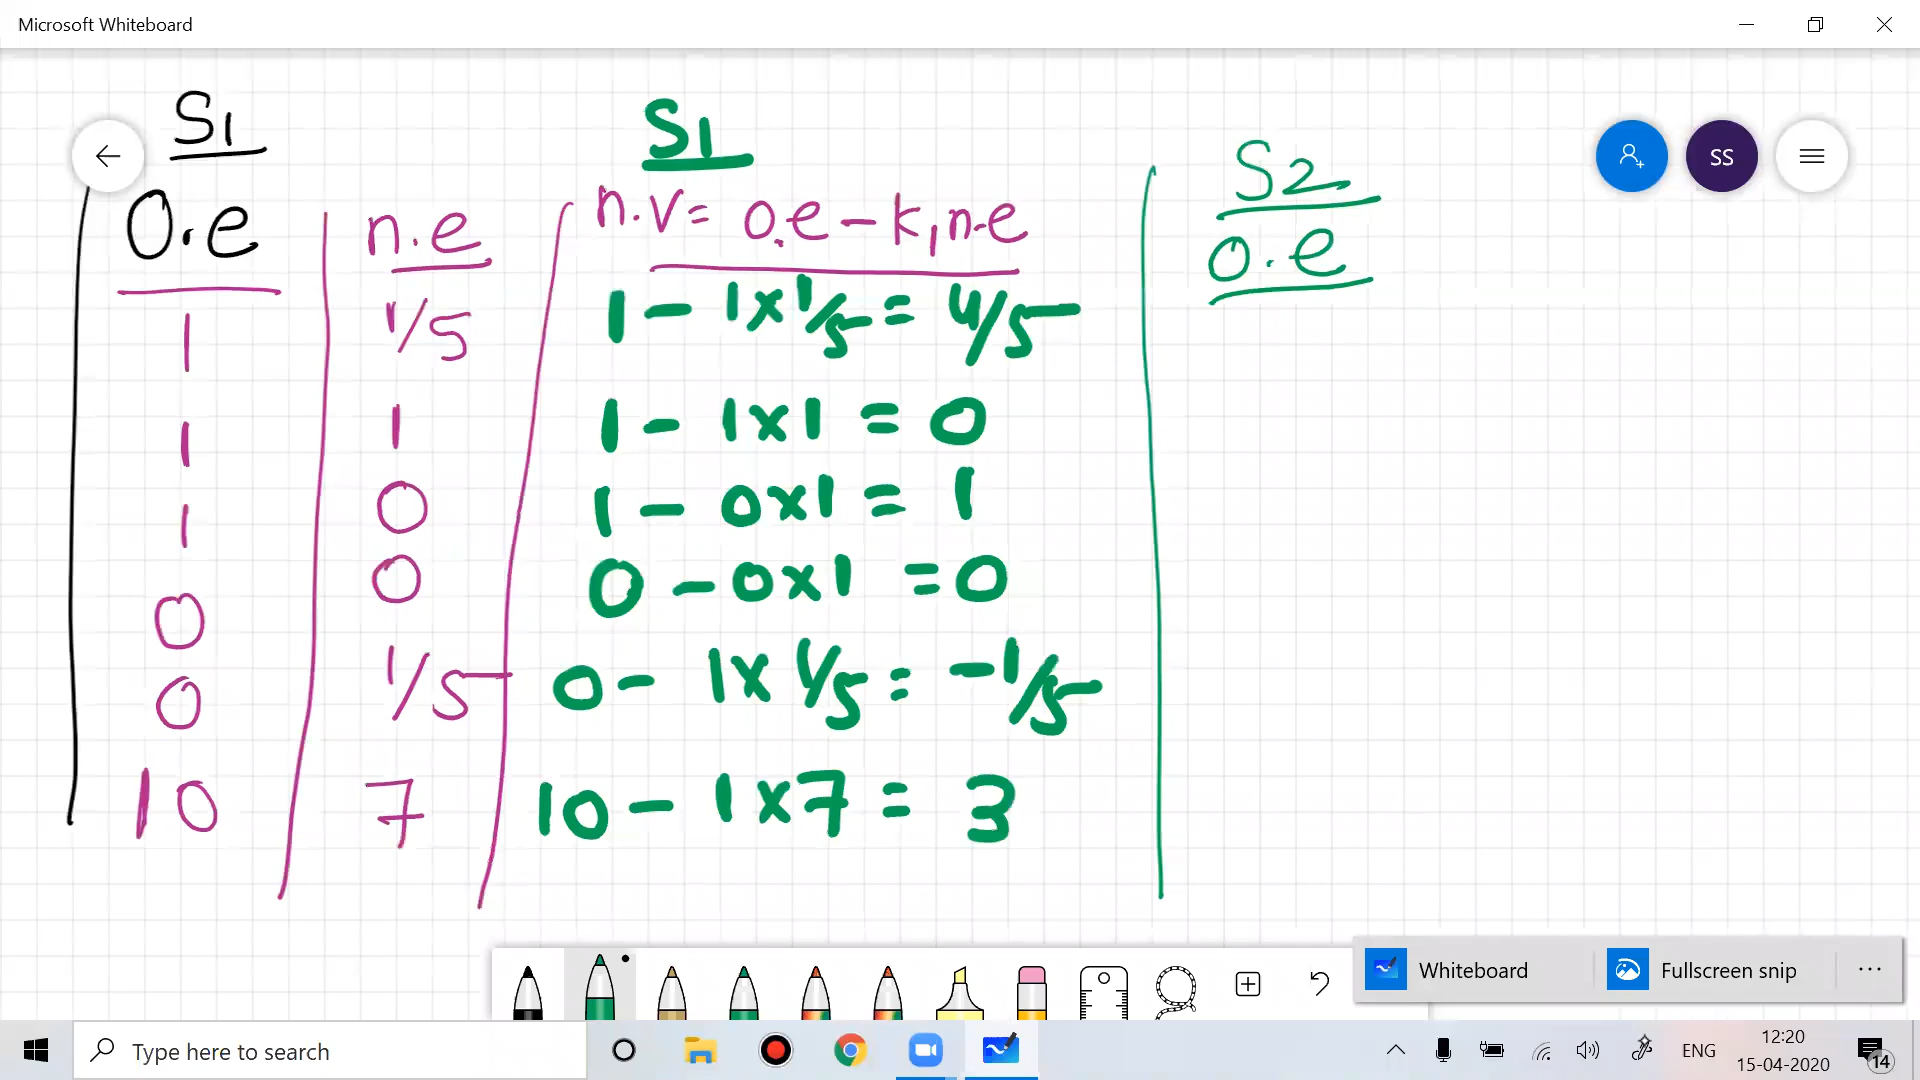 Microsoft Whiteboard
S1
O.e
1
1
1
0
0
10
n.e
1/5
1
0
0
1/5
7
S1
n.v = o.e - k, n.e
1 - 1x1/5 = 4/5
1 - 1x1 = 0
1 - 0x1 = 1
0 - 0x1 = 0
0 - 1x1/5 = -1/5
10 - 1x7 = 3
S2
o.e
SS
Whiteboard
Fullscreen snip
Type here to search
ENG
12:20
15-04-2020
14